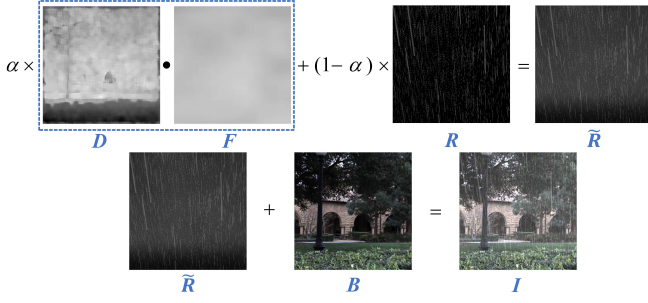 α × • + (1− α) × =
D F R R̃
+ =
R̃ B I